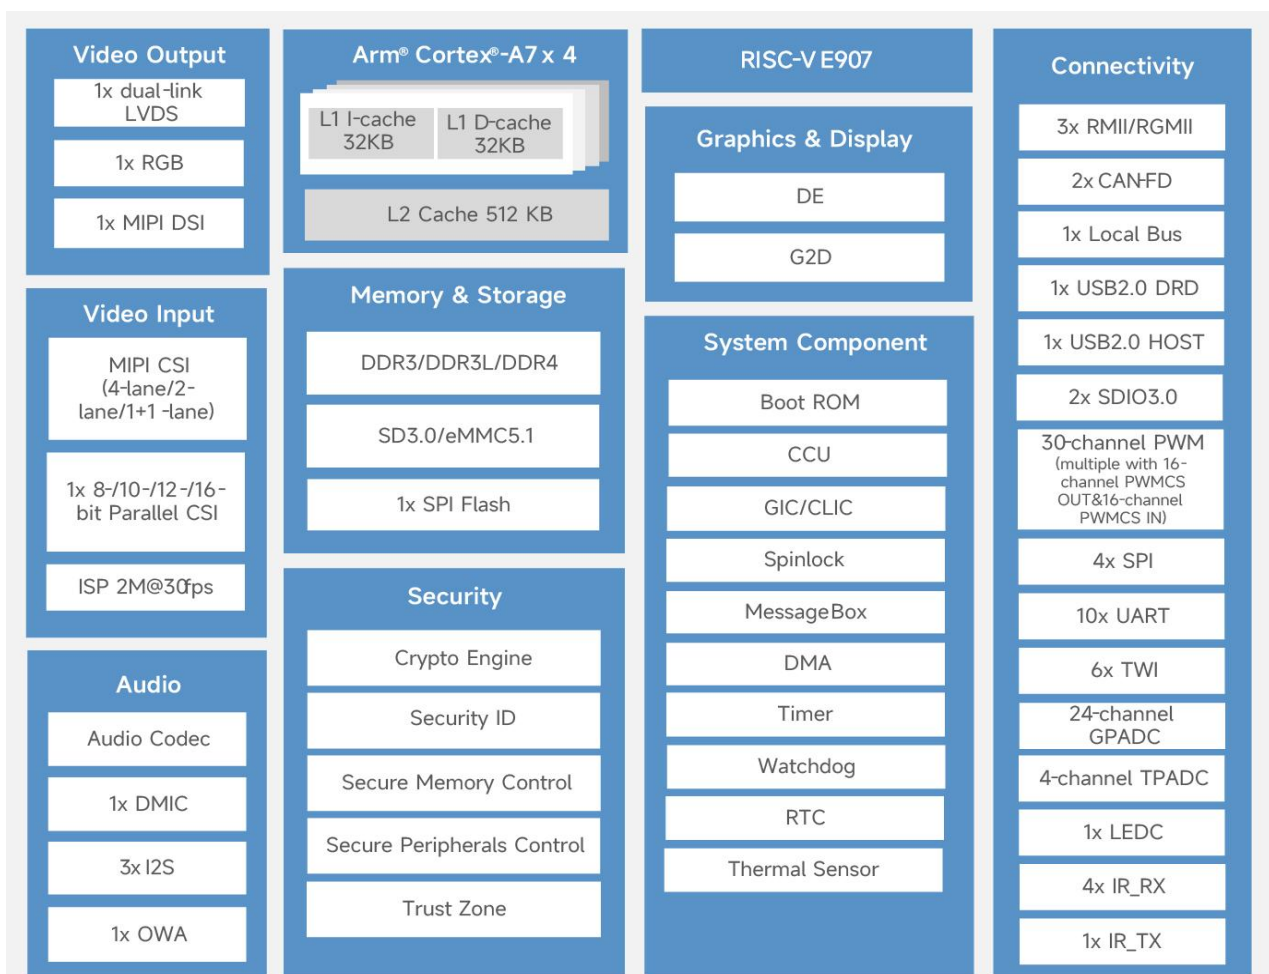 Video Output
1x dual-link
LVDS
1x RGB
1x MIPI DSI
Video Input
MIPI CSI
(4-lane/2-
lane/1+1 -lane)
1x 8-/10-/12-/16-
bit Parallel CSI
ISP 2M@30fps
Audio
Audio Codec
1x DMIC
3x I2S
1x OWA
Arm® Cortex®-A7 x 4
L1 I-cache
32KB
L1 D-cache
32KB
L2 Cache 512 KB
Memory & Storage
DDR3/DDR3L/DDR4
SD3.0/eMMC5.1
1x SPI Flash
Security
Crypto Engine
Security ID
Secure Memory Control
Secure Peripherals Control
Trust Zone
RISC-V E907
Graphics & Display
DE
G2D
System Component
Boot ROM
CCU
GIC/CLIC
Spinlock
MessageBox
DMA
Timer
Watchdog
RTC
Thermal Sensor
Connectivity
3x RMII/RGMII
2x CAN-FD
1x Local Bus
1x USB2.0 DRD
1x USB2.0 HOST
2x SDIO3.0
30-channel PWM
(multiple with 16-
channel PWMCS
OUT&16-channel
PWMCS IN)
4x SPI
10x UART
6x TWI
24-channel
GPADC
4-channel TPADC
1x LEDC
4x IR_RX
1x IR_TX